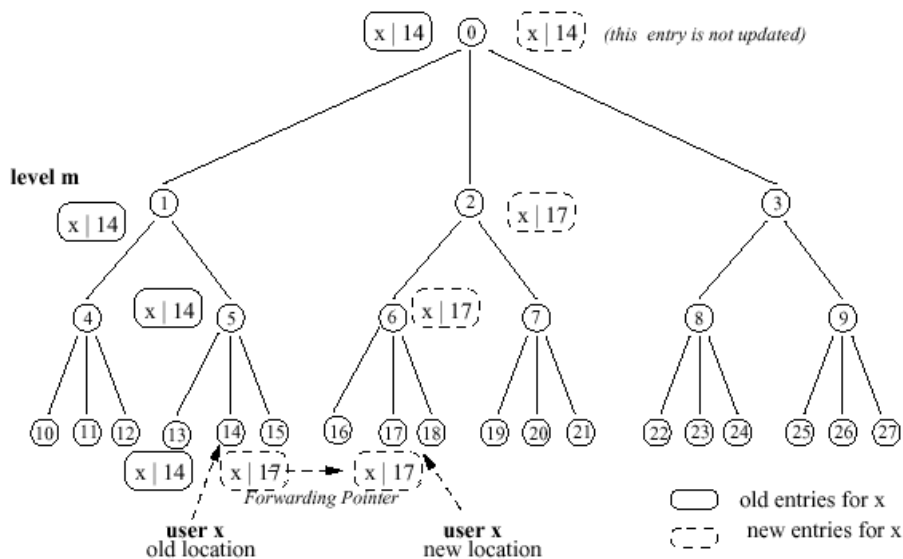 x | 14 0 x | 14 (this entry is not updated)
level m
1 2 3
x | 14 x | 17
x | 14 x | 17
4 5 6 7 8 9
10 11 12 13 14 15 16 17 18 19 20 21 22 23 24 25 26 27
x | 14 x | 17 x | 17
Forwarding Pointer
old entries for x
user x user x
new entries for x
old location new location